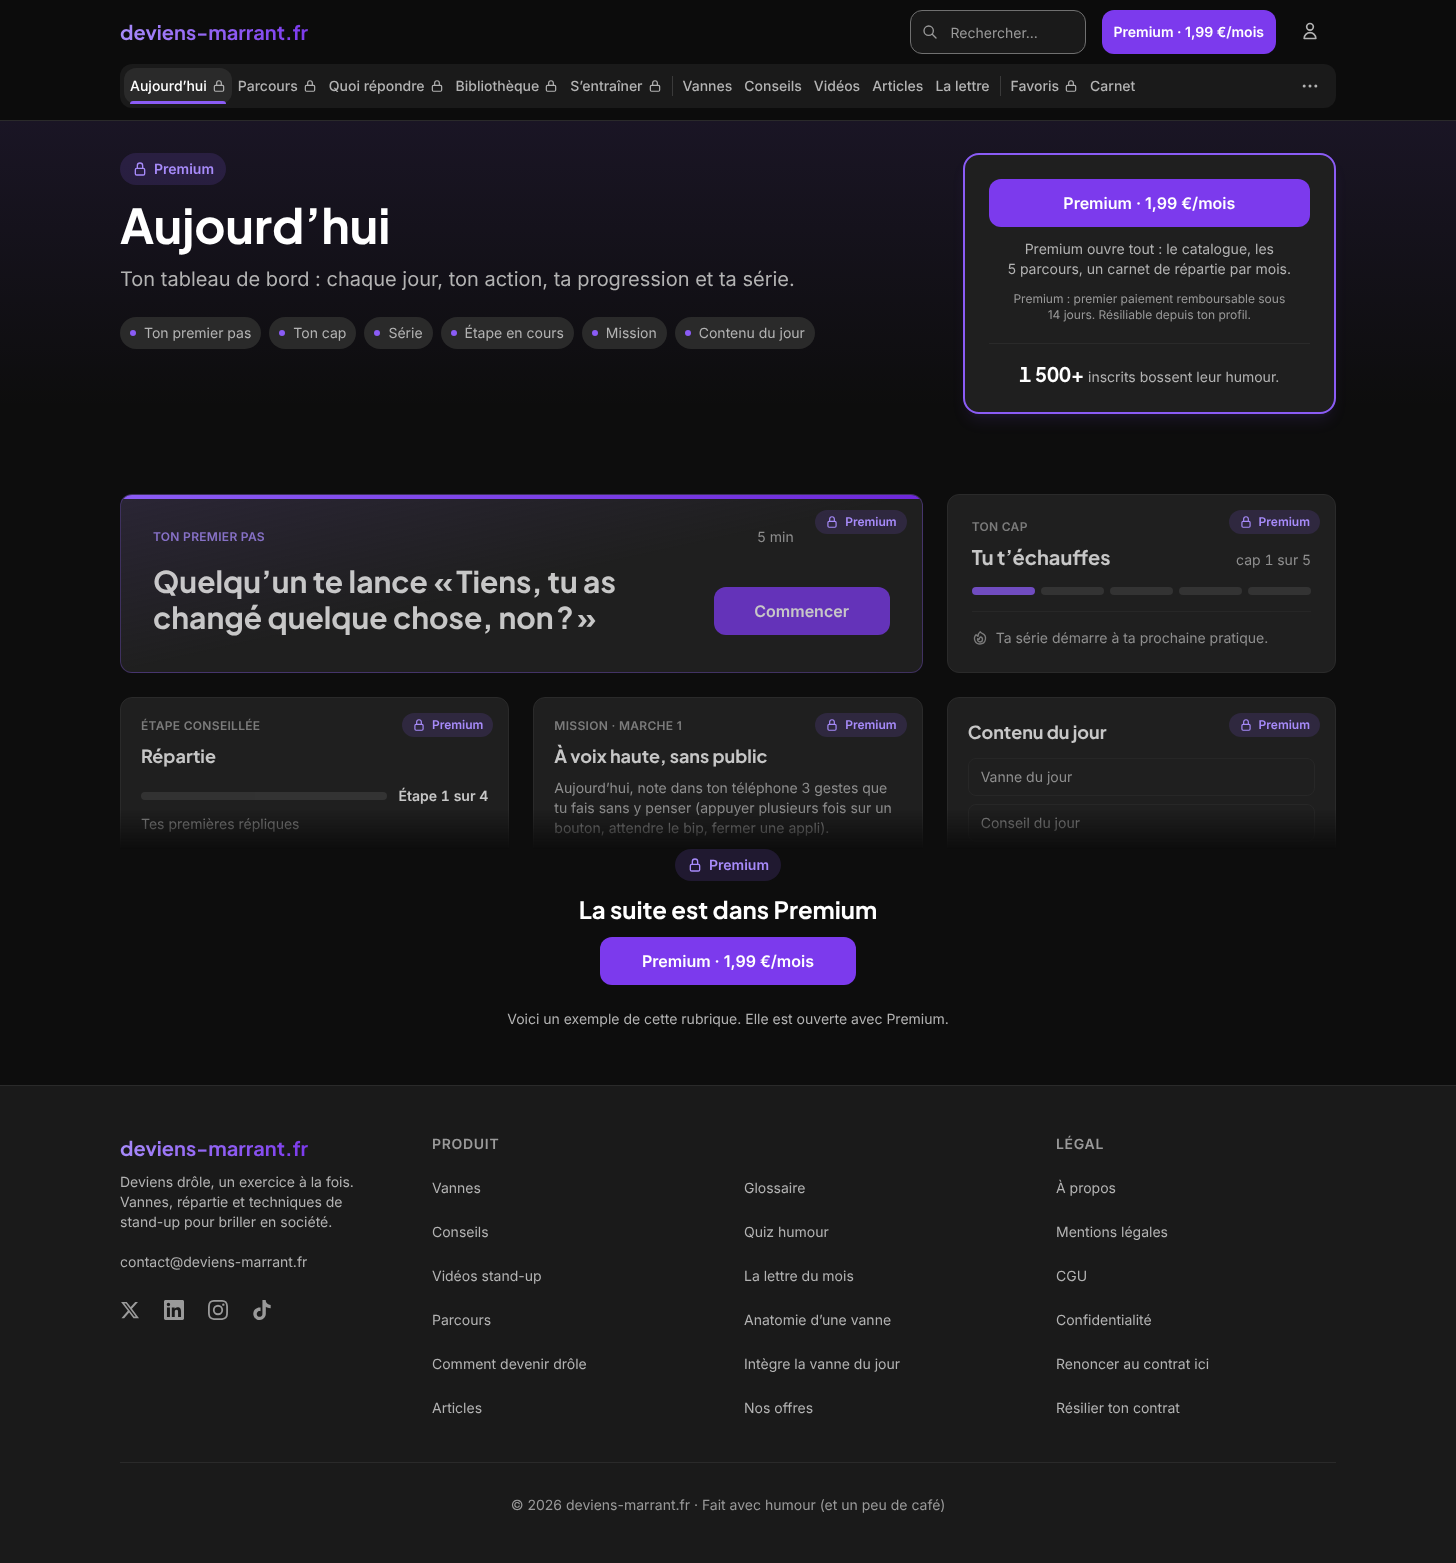 deviens-marrant.fr
Rechercher...
Premium · 1,99 €/mois
Aujourd’hui
Parcours
Quoi répondre
Bibliothèque
S’entraîner
Vannes
Conseils
Vidéos
Articles
La lettre
Favoris
Carnet
Premium
Aujourd’hui
Ton tableau de bord : chaque jour, ton action, ta progression et ta série.
Ton premier pas
Ton cap
Série
Étape en cours
Mission
Contenu du jour
Premium · 1,99 €/mois
Premium ouvre tout : le catalogue, les
5 parcours, un carnet de répartie par mois.
Premium : premier paiement remboursable sous
14 jours. Résiliable depuis ton profil.
1 500+ inscrits bossent leur humour.
TON PREMIER PAS
5 min
Premium
Quelqu’un te lance « Tiens, tu as
changé quelque chose, non ? »
Commencer
TON CAP
Premium
Tu t’échauffes
cap 1 sur 5
Ta série démarre à ta prochaine pratique.
ÉTAPE CONSEILLÉE
Premium
Répartie
Étape 1 sur 4
Tes premières répliques
MISSION · MARCHE 1
Premium
À voix haute, sans public
Aujourd’hui, note dans ton téléphone 3 gestes que
tu fais sans y penser (appuyer plusieurs fois sur un
bouton, attendre le bip, fermer une appli).
Contenu du jour
Premium
Vanne du jour
Conseil du jour
Premium
La suite est dans Premium
Premium · 1,99 €/mois
Voici un exemple de cette rubrique. Elle est ouverte avec Premium.
deviens-marrant.fr
Deviens drôle, un exercice à la fois.
Vannes, répartie et techniques de
stand-up pour briller en société.
contact@deviens-marrant.fr
PRODUIT
Vannes
Conseils
Vidéos stand-up
Parcours
Comment devenir drôle
Articles
Glossaire
Quiz humour
La lettre du mois
Anatomie d’une vanne
Intègre la vanne du jour
Nos offres
LÉGAL
À propos
Mentions légales
CGU
Confidentialité
Renoncer au contrat ici
Résilier ton contrat
© 2026 deviens-marrant.fr · Fait avec humour (et un peu de café)